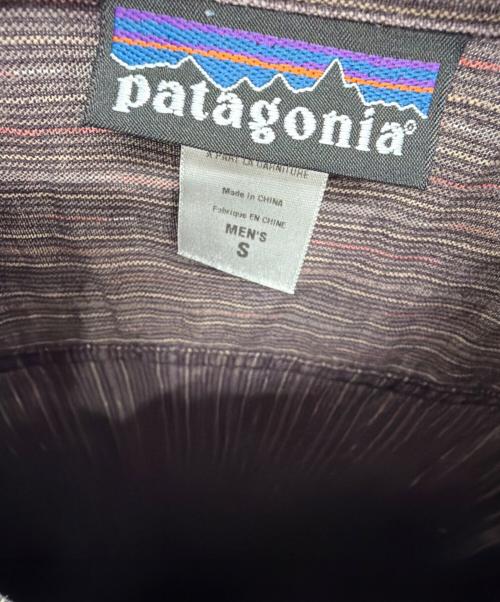 patagonia®
A PART LA GARNITURE
Made in CHINA
Fabriqué EN CHINE
MEN'S
S